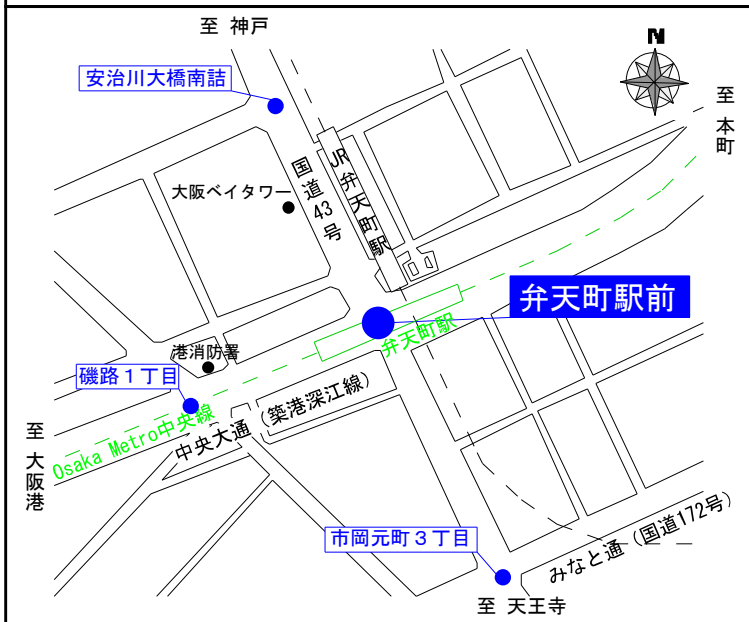 至 神戸
N
安治川大橋南詰
至 本町
国道43号
JR弁天町駅
大阪ベイタワー
弁天町駅前
弁天町駅
港消防署
磯路1丁目
中央大通（築港深江線）
Osaka Metro中央線
至 大阪港
みなと通（国道172号）
市岡元町３丁目
至 天王寺